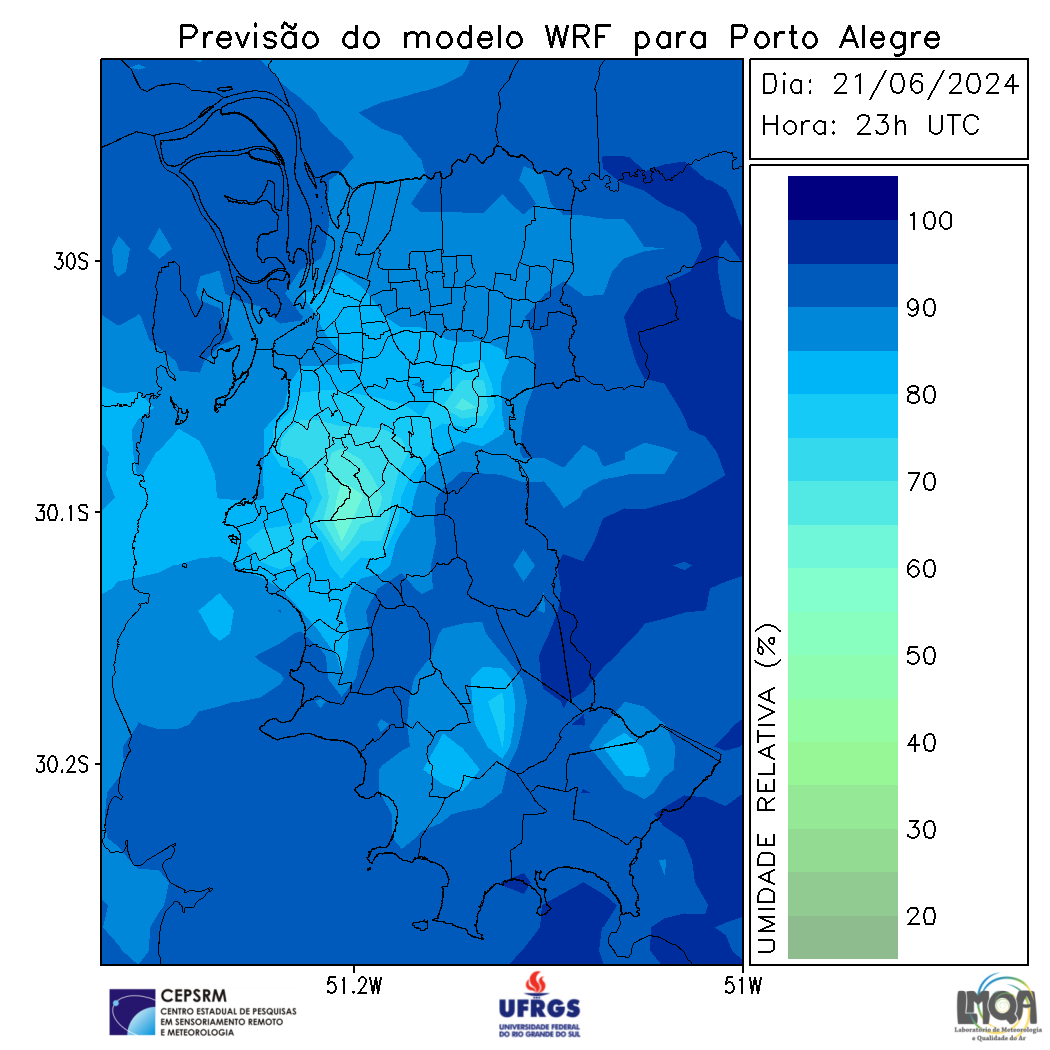 Previsão do modelo WRF para Porto Alegre
Dia: 21/06/2024
Hora: 23h UTC
30S
30.1S
30.2S
51.2W
51W
100
90
80
70
60
50
40
30
20
UMIDADE RELATIVA (%)
CEPSRM
CENTRO ESTADUAL DE PESQUISAS
EM SENSORIAMENTO REMOTO
E METEOROLOGIA
UFRGS
UNIVERSIDADE FEDERAL
DO RIO GRANDE DO SUL
LMQA
Laboratório de Meteorologia
e Qualidade do Ar